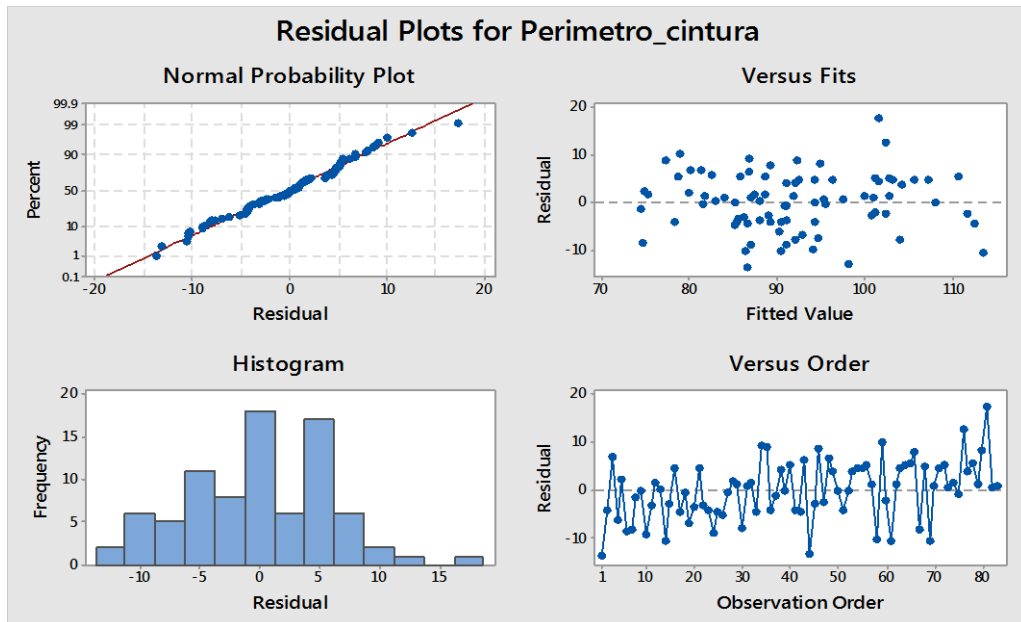 Residual Plots for Perimetro_cintura
Normal Probability Plot
99.9
99
90
50
10
1
0.1
Percent
-20 -10 0 10 20
Residual
Versus Fits
20
10
0
-10
Residual
70 80 90 100 110
Fitted Value
Histogram
20
15
10
5
0
Frequency
-10 -5 0 5 10 15
Residual
Versus Order
20
10
0
-10
Residual
1 10 20 30 40 50 60 70 80
Observation Order